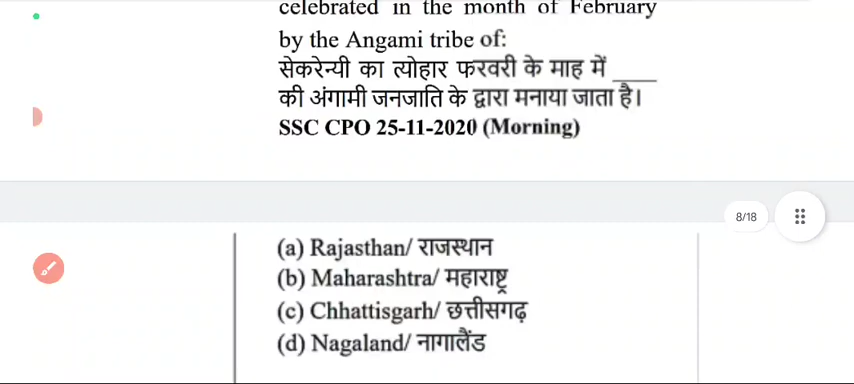 celebrated in the month of February
by the Angami tribe of:
सेकरेन्यी का त्योहार फरवरी के माह में ____
की अंगामी जनजाति के द्वारा मनाया जाता है।
SSC CPO 25-11-2020 (Morning)
8/18
(a) Rajasthan/ राजस्थान
(b) Maharashtra/ महाराष्ट्र
(c) Chhattisgarh/ छत्तीसगढ़
(d) Nagaland/ नागालैंड